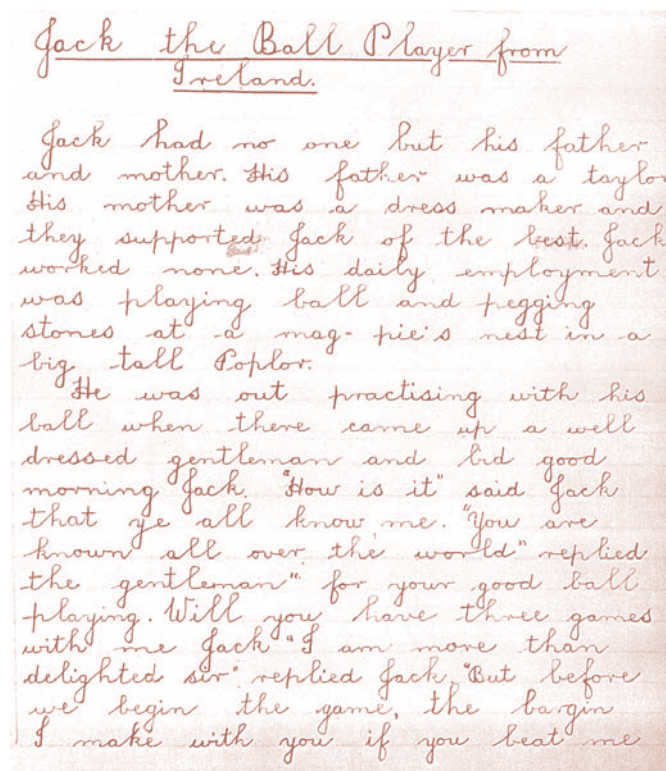 Jack the Ball Player from
Ireland.
Jack had no one but his father
and mother. His father was a taylor
His mother was a dress maker and
they supported Jack of the best. Jack
worked none. His daily employment
was playing ball and pegging
stones at a mag-pie's nest in a
big tall Poplor.
He was out practising with his
ball when there came up a well
dressed gentleman and bid good
morning Jack. "How is it" said Jack
that ye all know me. "You are
known all over the world" replied
the gentleman" for your good ball
playing. Will you have three games
with me Jack "I am more than
delighted sir" replied Jack. "But before
we begin the game, the bargin
I make with you if you beat me